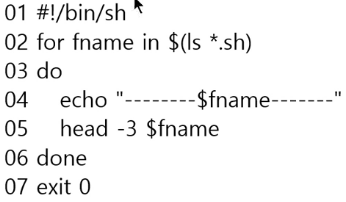 01 #!/bin/sh
02 for fname in $(ls *.sh)
03 do
04    echo "--------$fname-------"
05    head -3 $fname
06 done
07 exit 0